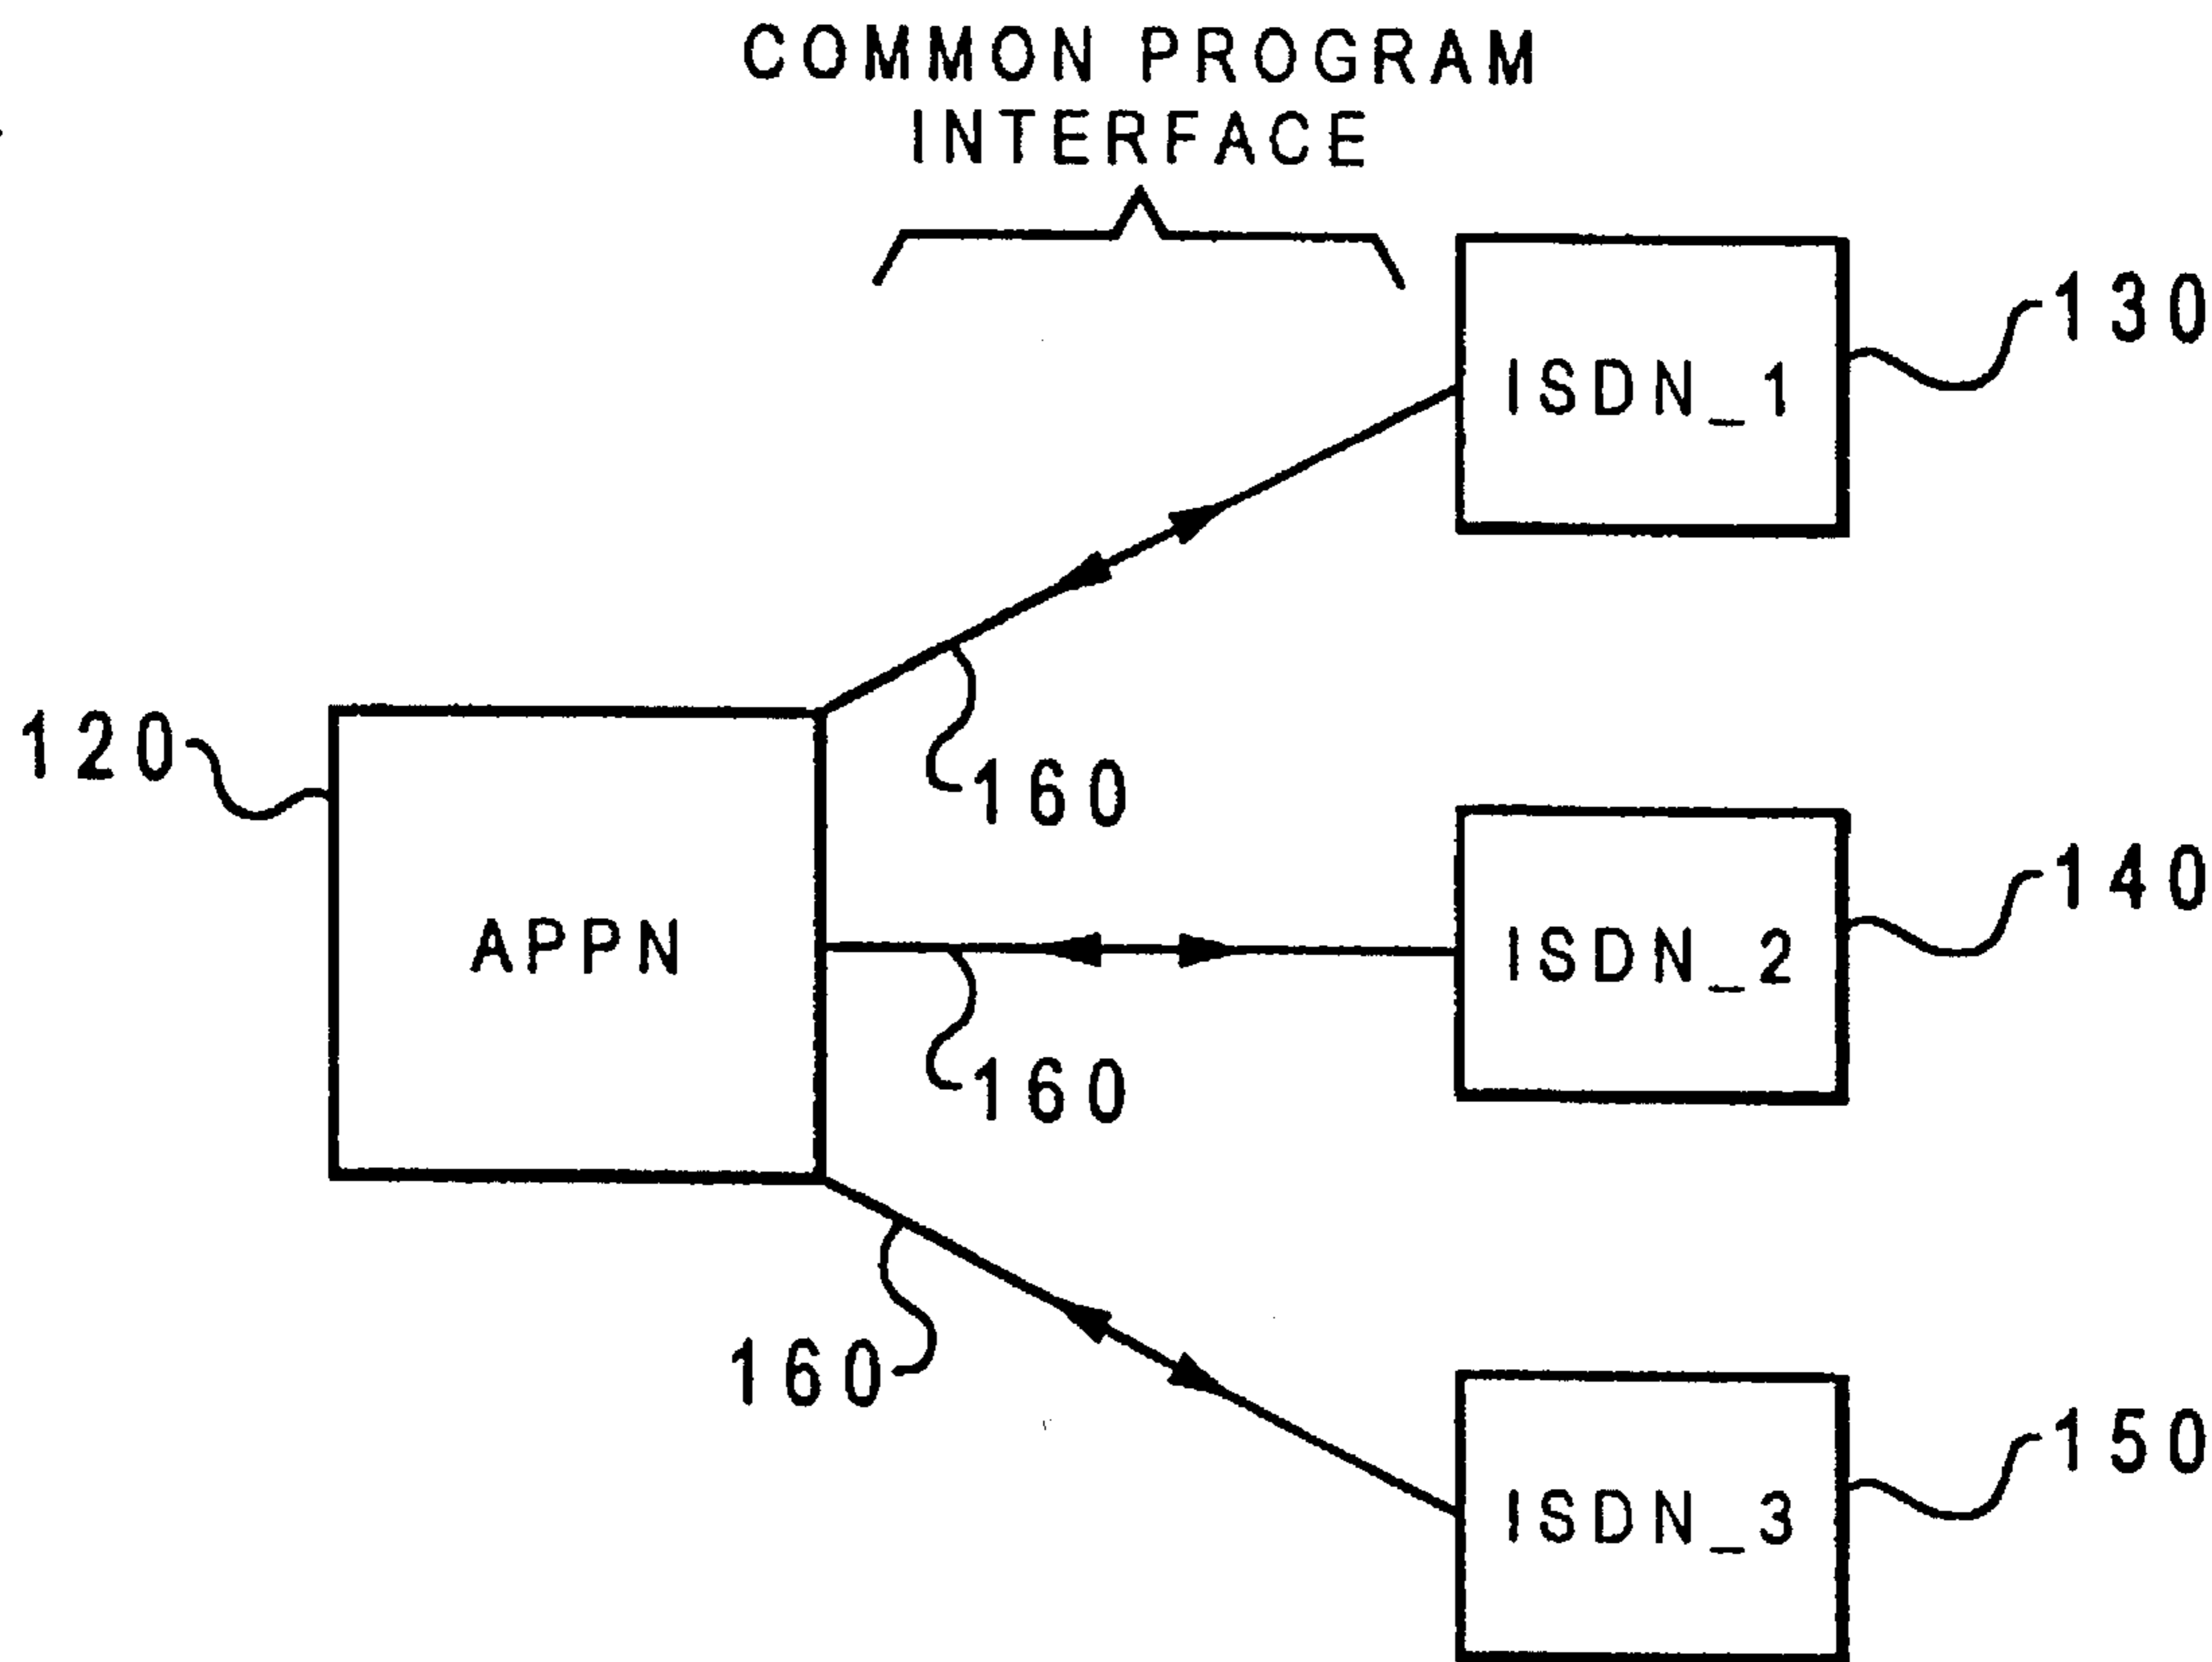 COMMON PROGRAM
INTERFACE
130
ISDN_1
120
160
140
APPN
ISDN_2
160
160
150
ISDN_3